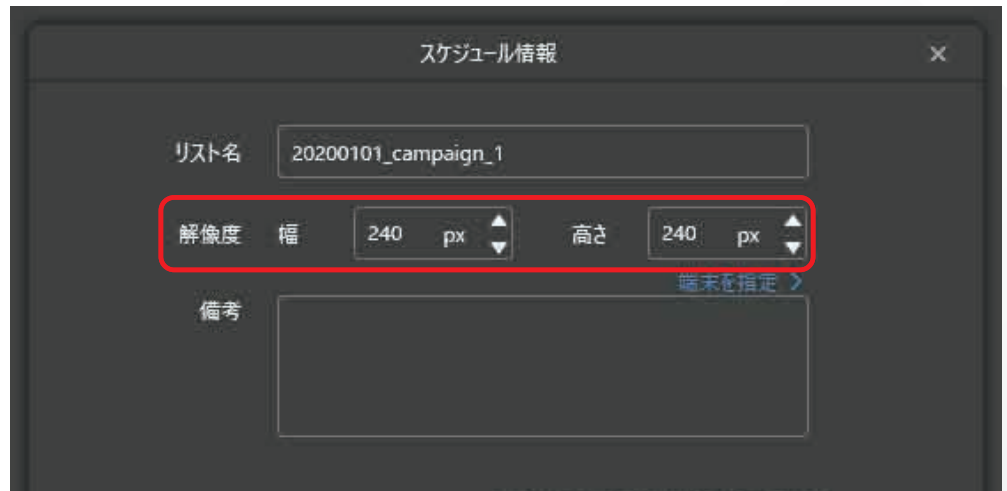 スケジュール情報 ×
リスト名 20200101_campaign_1
解像度 幅 240 px 高さ 240 px
端末を指定 >
備考